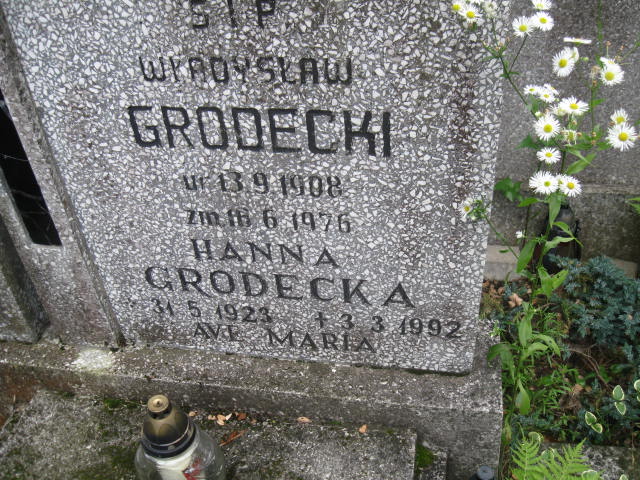 Ś.P.
WŁADYSŁAW
GRODECKI
ur 13 9 1908
zm 18 6 1976
HANNA
GRODECKA
31 5 1923 + 3 3 1992
AVE MARIA